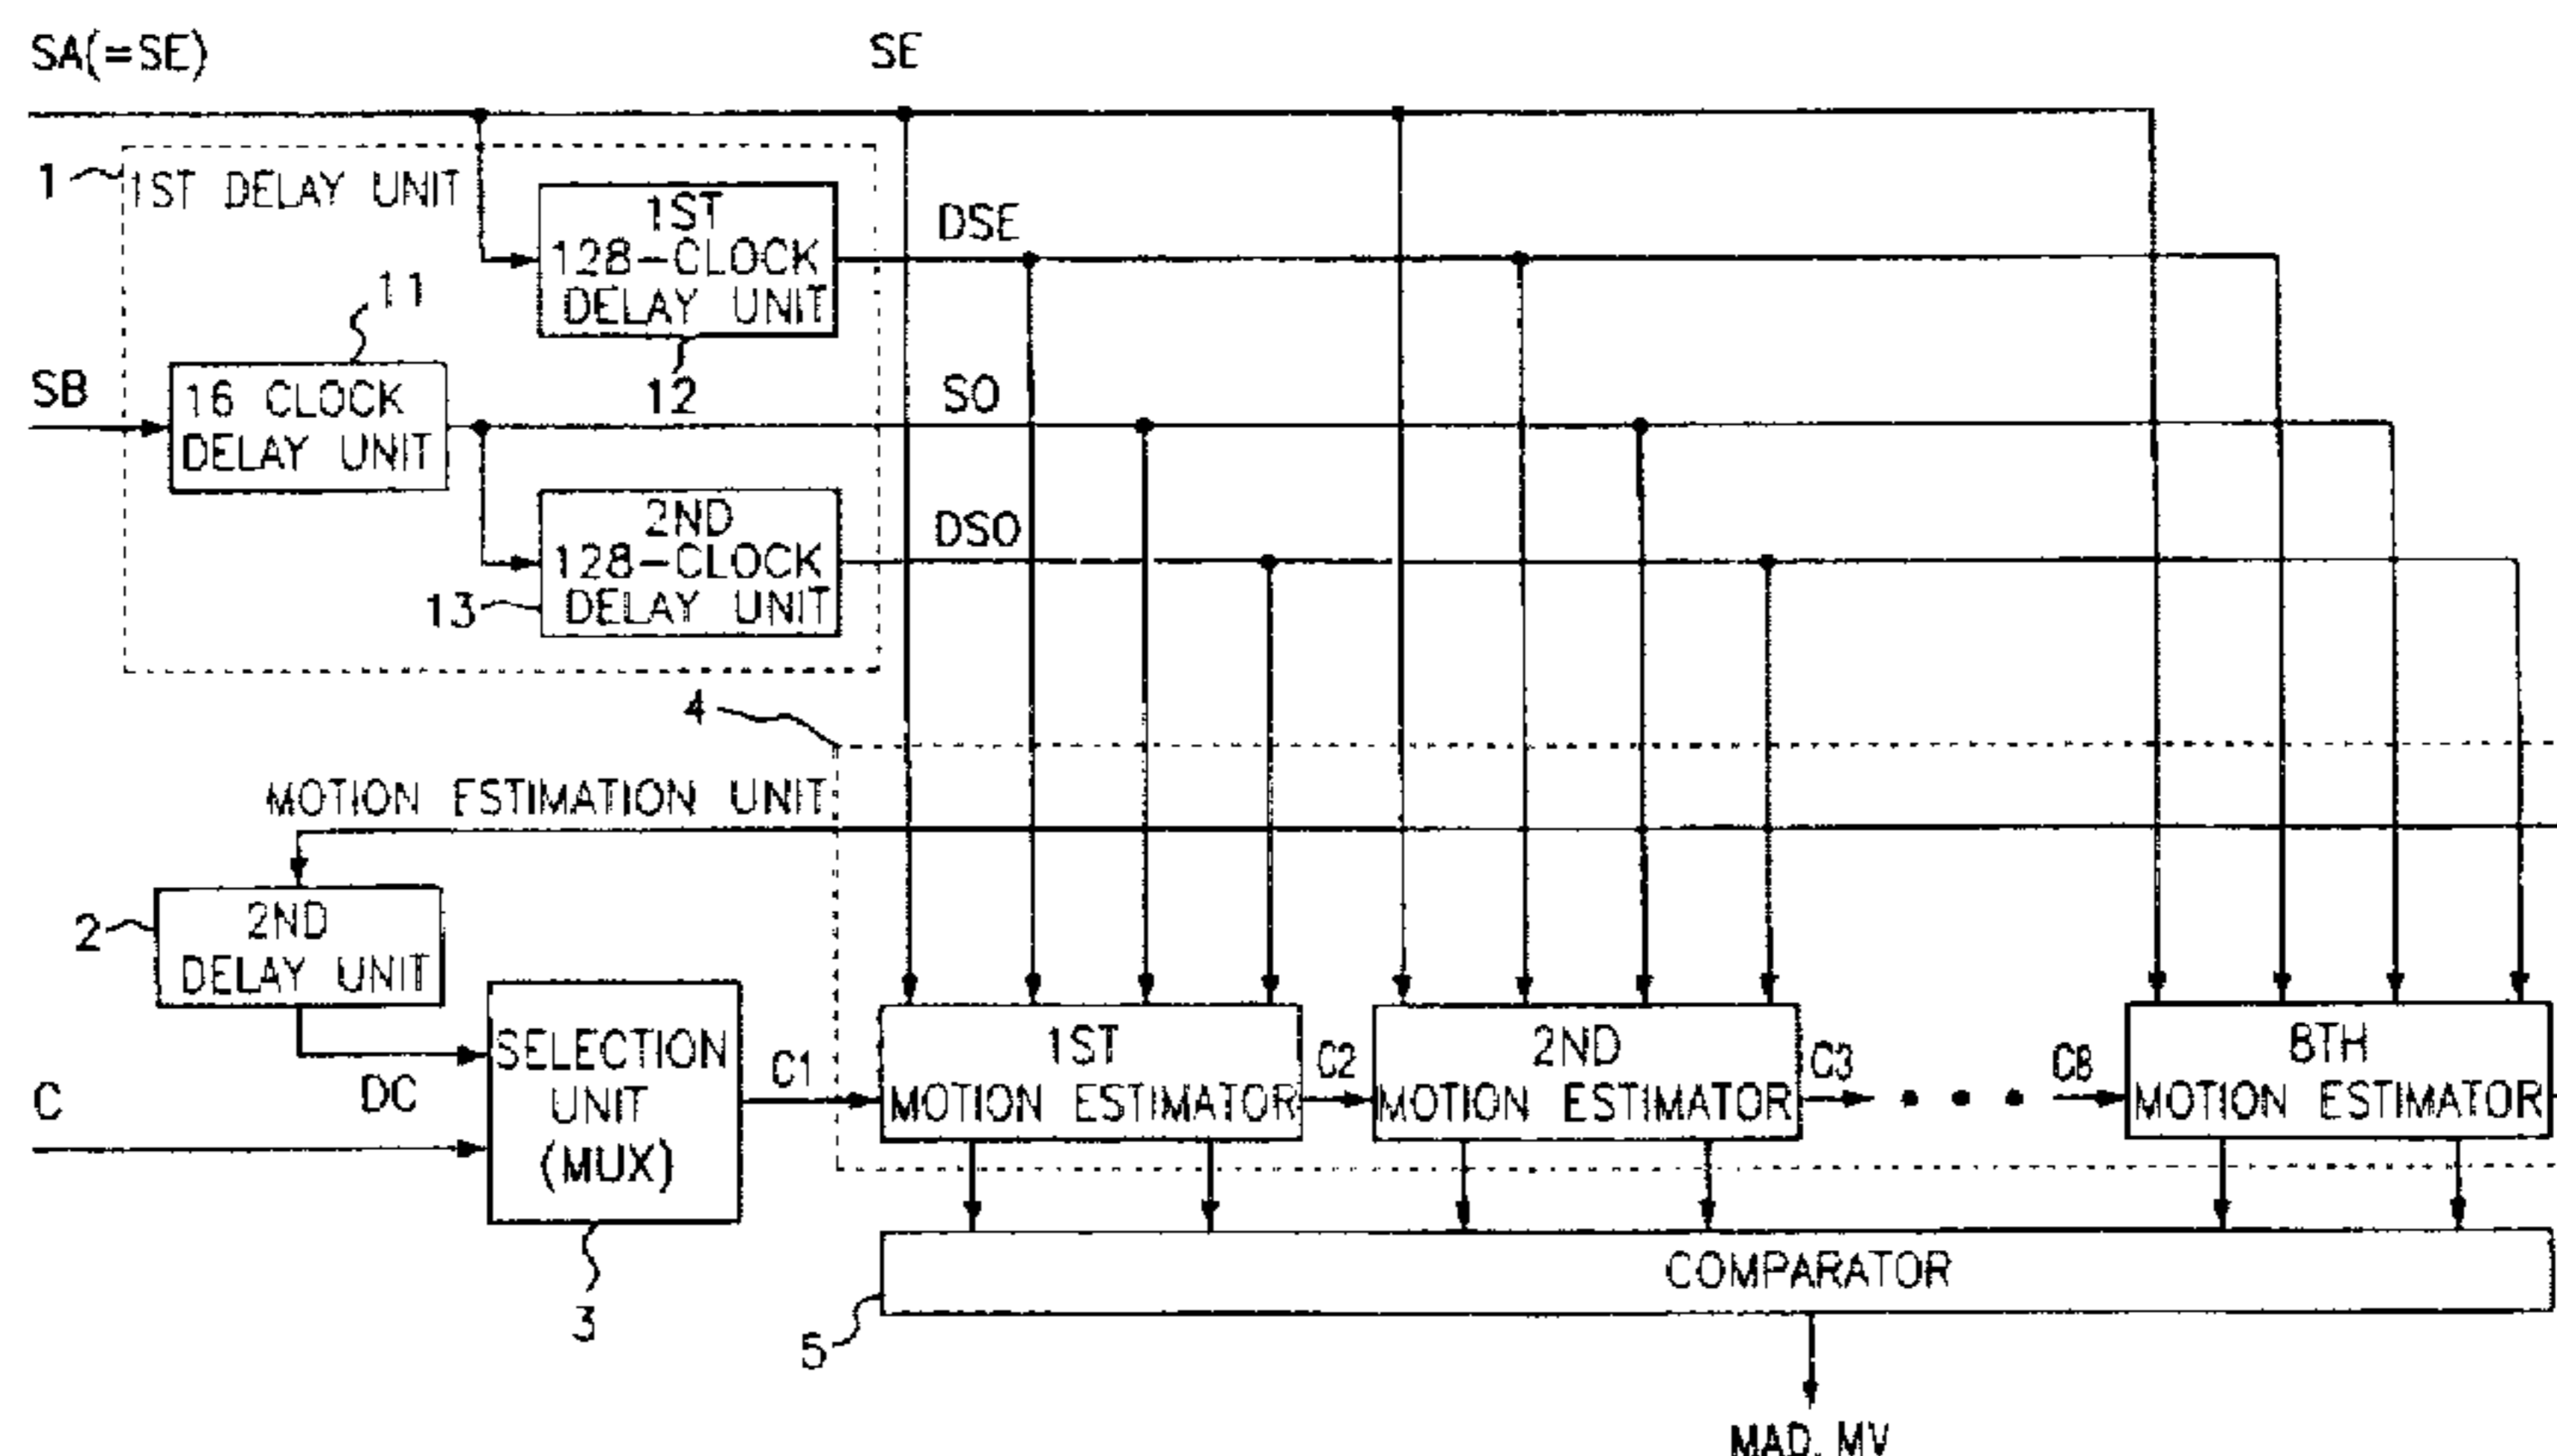 SA(=SE)
SE
1
1ST DELAY UNIT
1ST
128-CLOCK
DELAY UNIT
DSE
11
12
SB
16 CLOCK
DELAY UNIT
SO
2ND
128-CLOCK
DELAY UNIT
DSO
13
4
MOTION ESTIMATION UNIT
2
2ND
DELAY UNIT
SELECTION
UNIT
(MUX)
DC
C
C1
1ST
MOTION ESTIMATOR
C2
2ND
MOTION ESTIMATOR
C3
C8
8TH
MOTION ESTIMATOR
3
COMPARATOR
5
MAD, MV